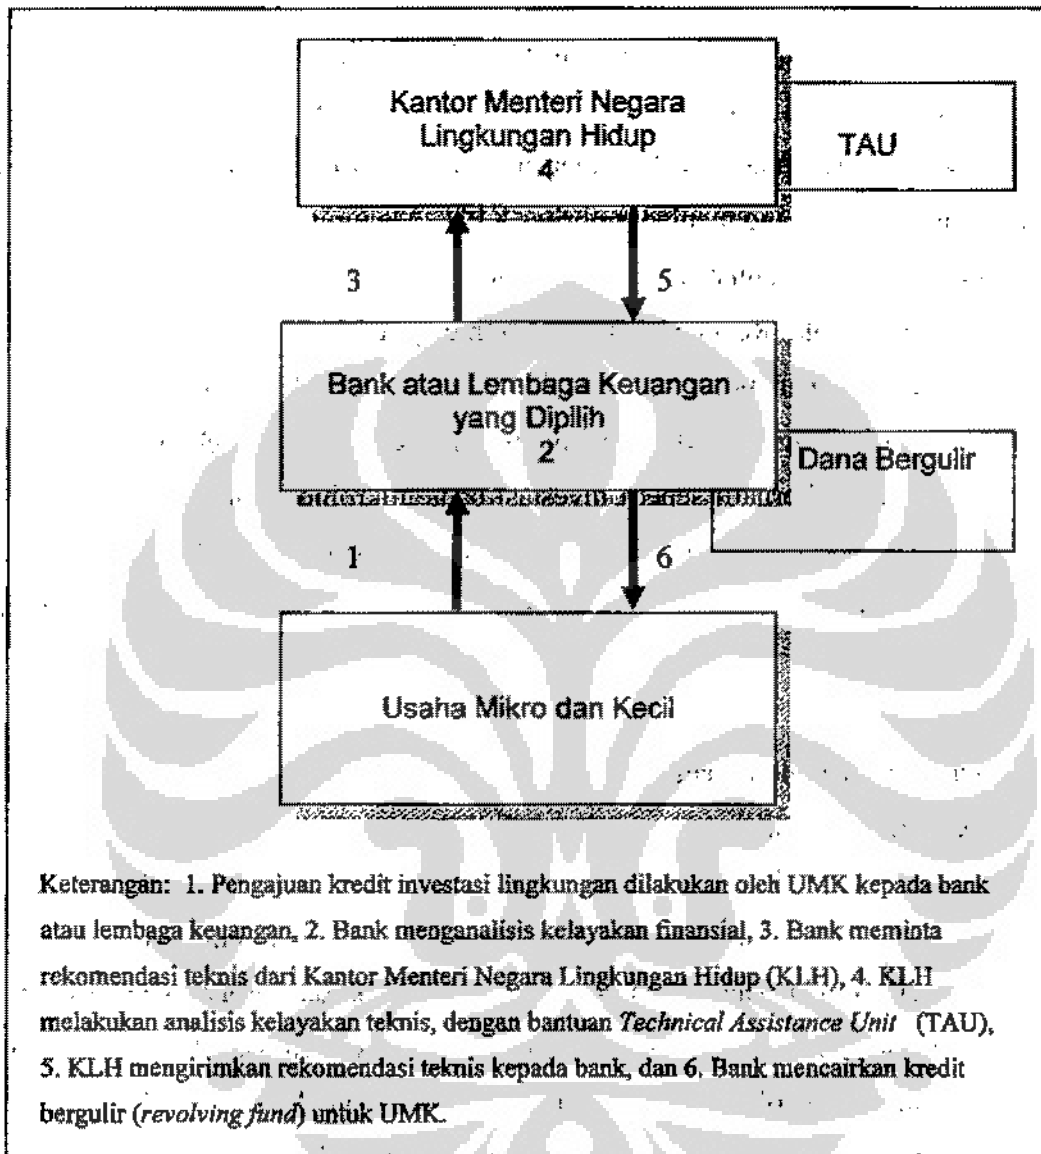 Kantor Menteri Negara
Lingkungan Hidup
4
TAU
3
5
Bank atau Lembaga Keuangan
yang Dipilih
2
Dana Bergulir
1
6
Usaha Mikro dan Kecil
Keterangan: 1. Pengajuan kredit investasi lingkungan dilakukan oleh UMK kepada bank
atau lembaga keuangan, 2. Bank menganalisis kelayakan finansial, 3. Bank meminta
rekomendasi teknis dari Kantor Menteri Negara Lingkungan Hidup (KLH), 4. KLH
melakukan analisis kelayakan teknis, dengan bantuan Technical Assistance Unit (TAU),
5. KLH mengirimkan rekomendasi teknis kepada bank, dan 6. Bank mencairkan kredit
bergulir (revolving fund) untuk UMK.